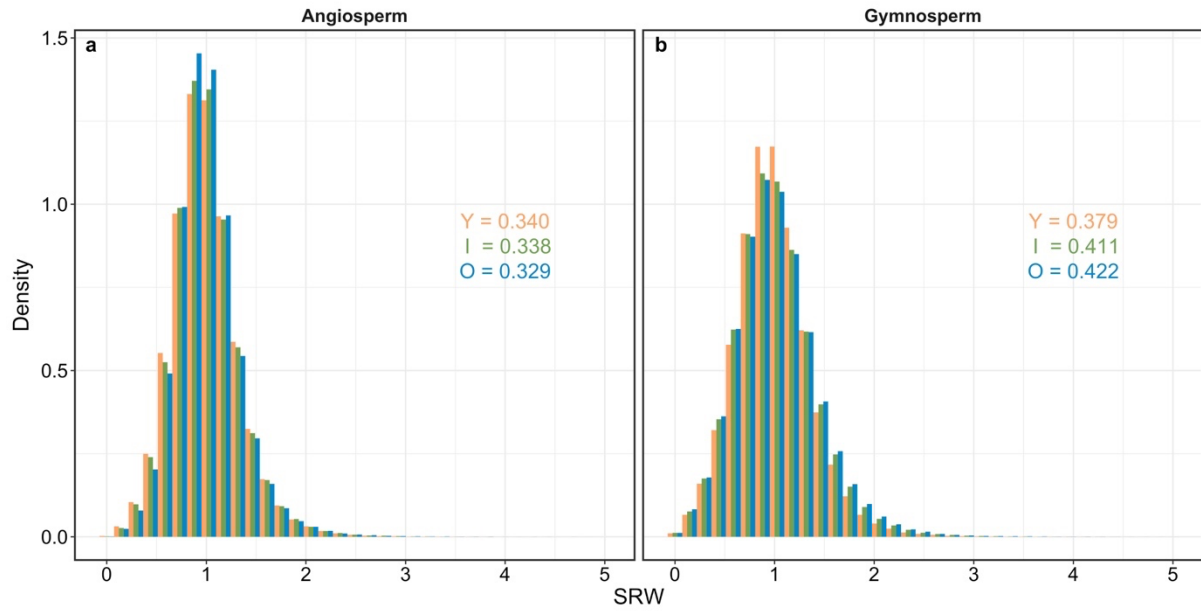 Angiosperm
Gymnosperm
a
b
1.5
1.0
0.5
0.0
Density
Y = 0.340
I = 0.338
O = 0.329
Y = 0.379
I = 0.411
O = 0.422
0 1 2 3 4 5
0 1 2 3 4 5
SRW